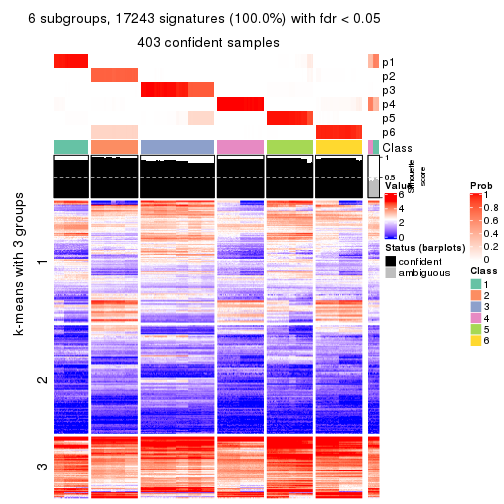 6 subgroups, 17243 signatures (100.0%) with fdr < 0.05
403 confident samples
p1
p2
p3
p4
p5
p6
Class
1
0.5
0
Silhouette
score
k-means with 3 groups
1
2
3
Value
6
4
2
0
Status (barplots)
confident
ambiguous
Prob
1
0.8
0.6
0.4
0.2
0
Class
1
2
3
4
5
6